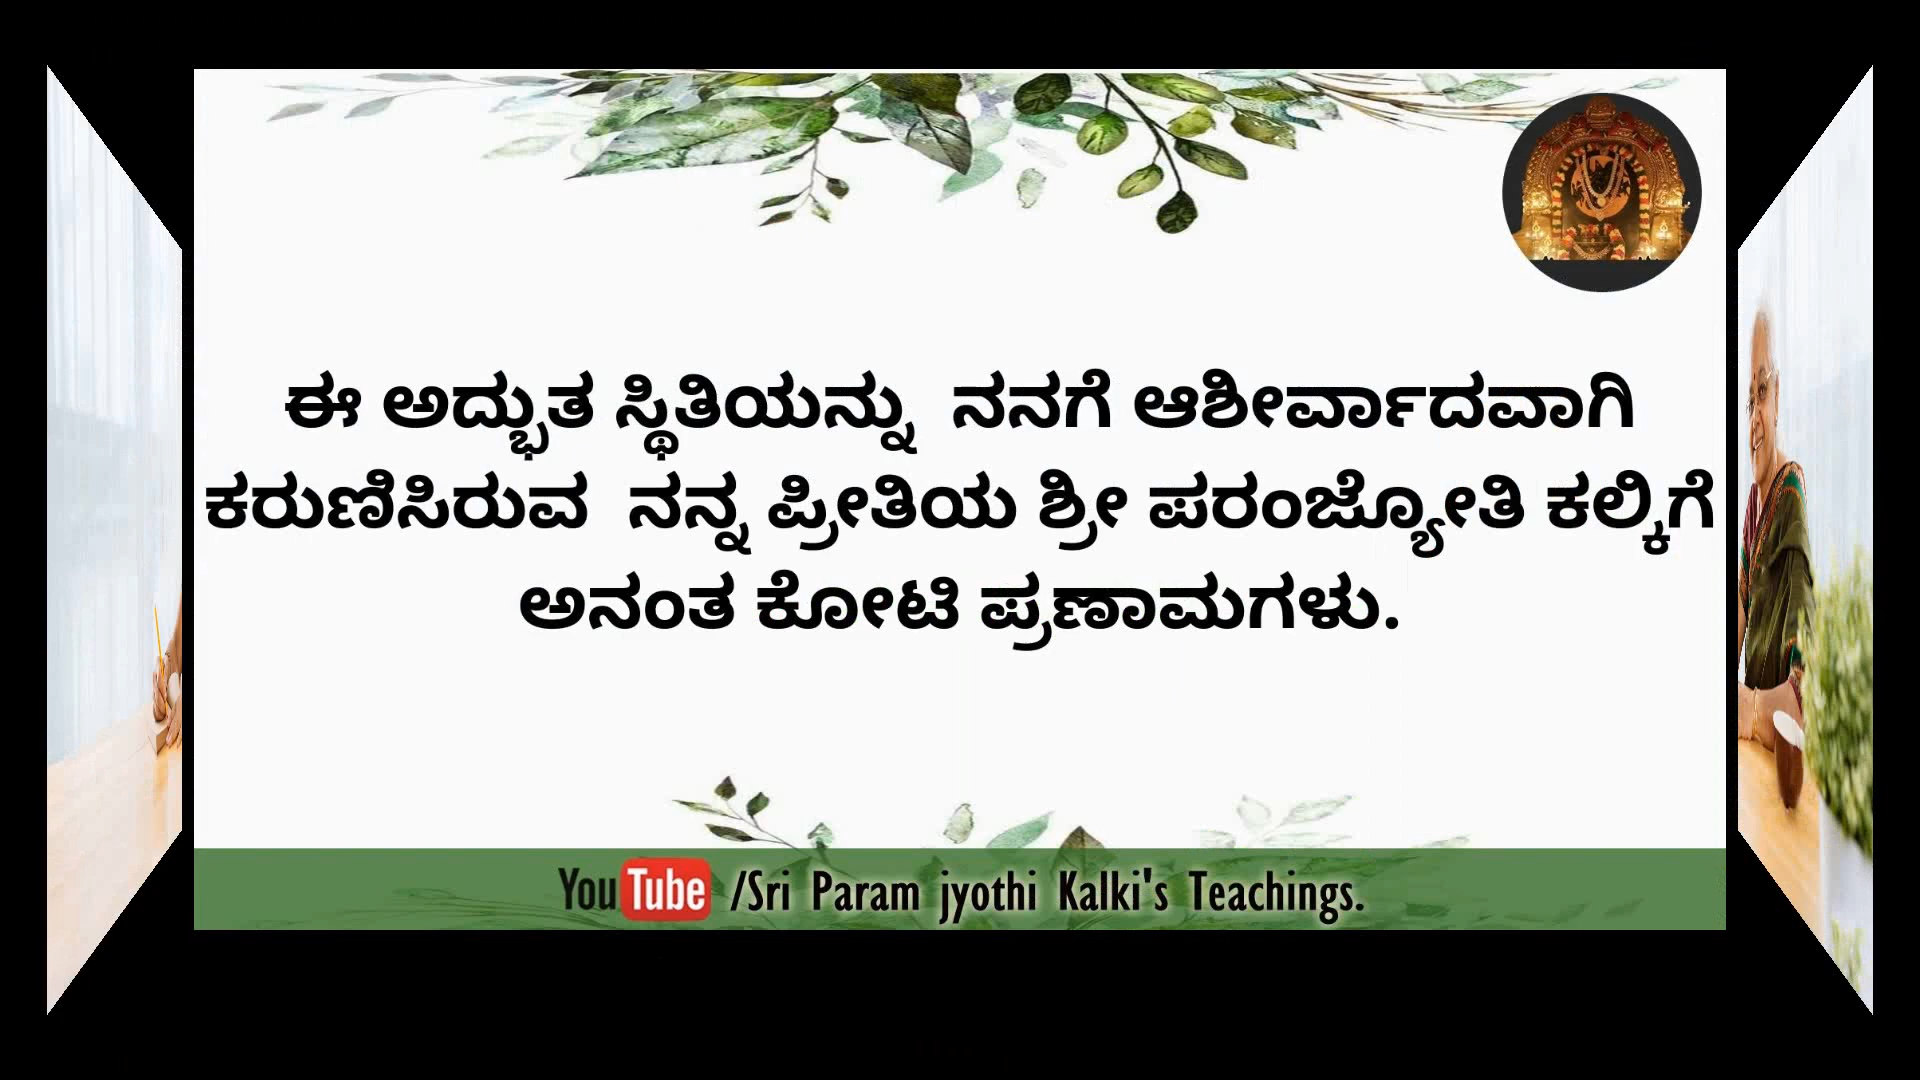 ಈ ಅದ್ಭುತ ಸ್ಥಿತಿಯನ್ನು ನನಗೆ ಆಶೀರ್ವಾದವಾಗಿ
ಕರುಣಿಸಿರುವ ನನ್ನ ಪ್ರೀತಿಯ ಶ್ರೀ ಪರಂಜ್ಯೋತಿ ಕಲ್ಕಿಗೆ
ಅನಂತ ಕೋಟಿ ಪ್ರಣಾಮಗಳು.
YouTube /Sri Param jyothi Kalki's Teachings.